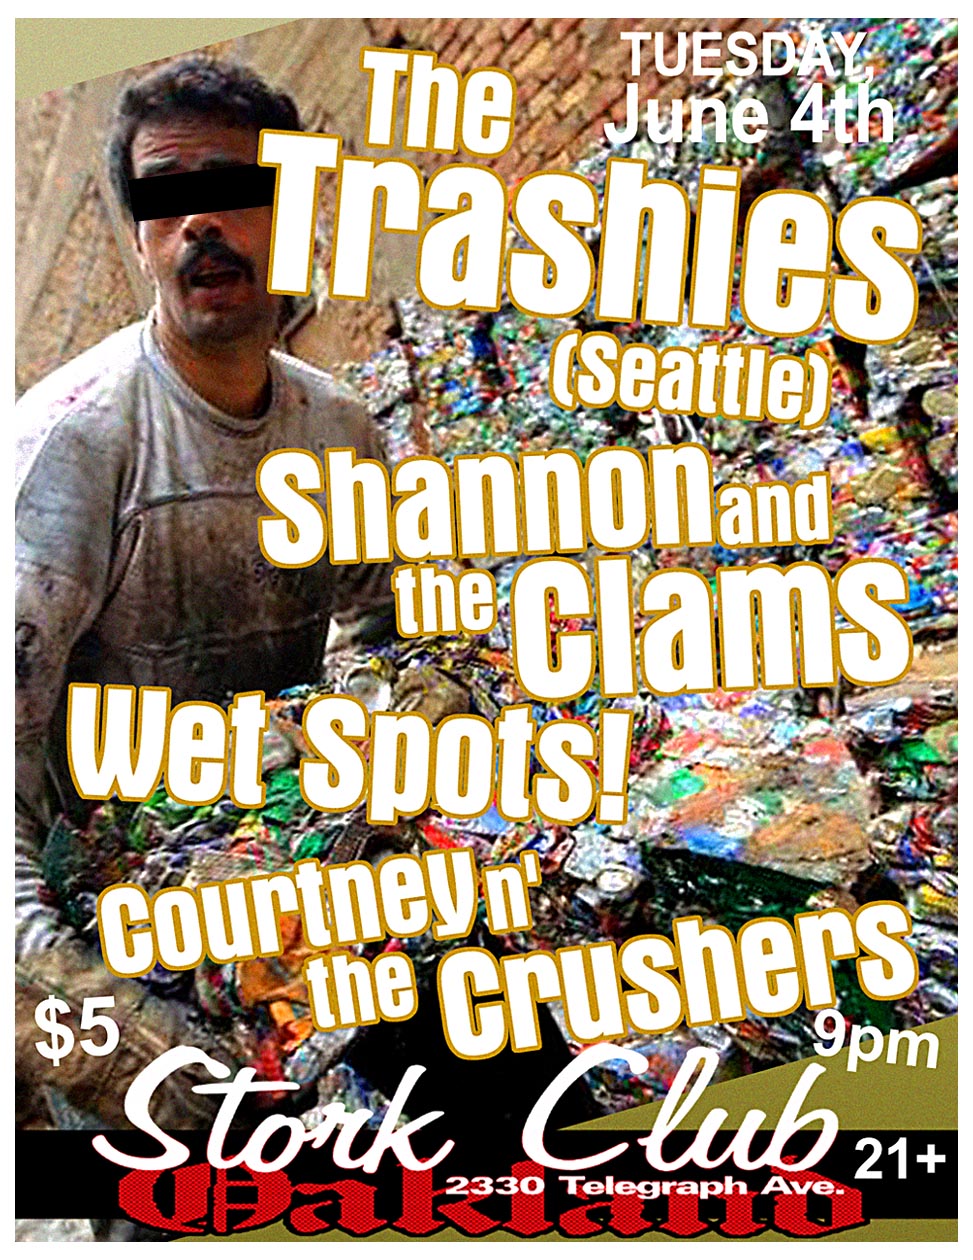 TUESDAY,
June 4th
The
Trashies
(Seattle)
Shannon and
the Clams
Wet Spots!
Courtney n'
the Crushers
$5
9pm
Stork Club
21+
2330 Telegraph Ave.
Oakland